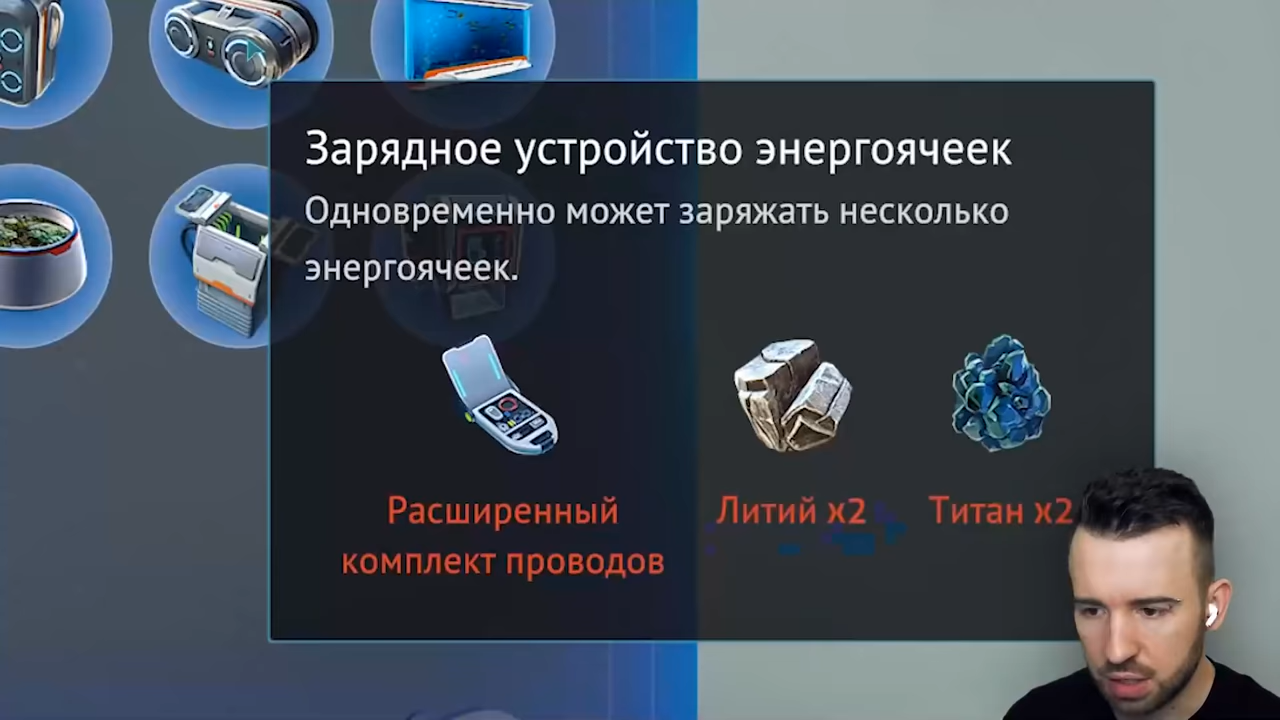 Зарядное устройство энергоячеек
Одновременно может заряжать несколько
энергоячеек.
Расширенный
комплект проводов
Литий x2
Титан x2